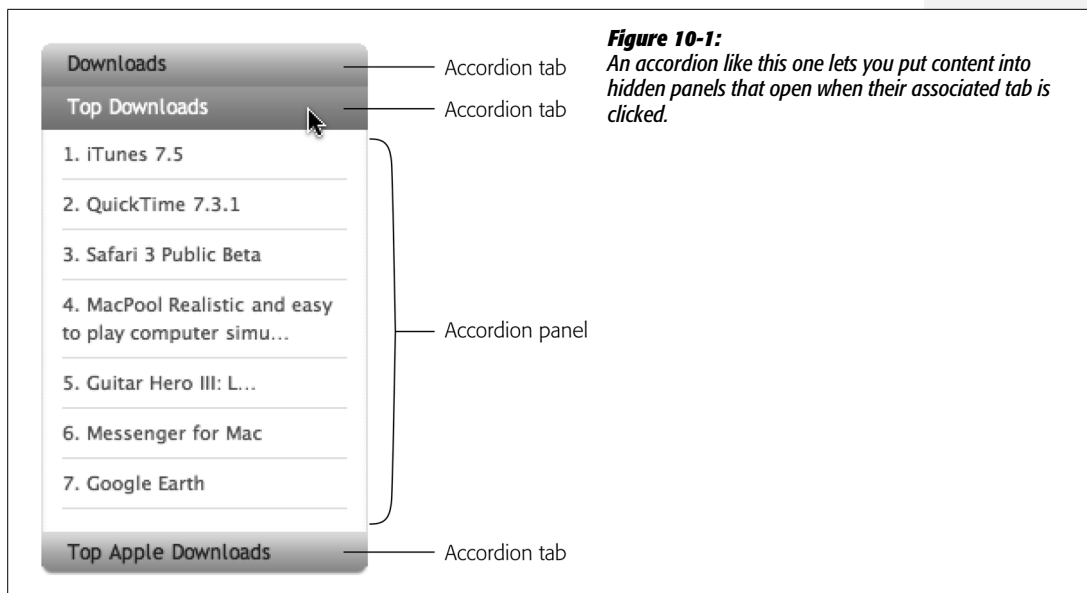 Downloads
Accordion tab
Top Downloads
Accordion tab
1. iTunes 7.5
2. QuickTime 7.3.1
3. Safari 3 Public Beta
4. MacPool Realistic and easy
to play computer simu...
5. Guitar Hero III: L...
6. Messenger for Mac
7. Google Earth
Accordion panel
Top Apple Downloads
Accordion tab
Figure 10-1:
An accordion like this one lets you put content into
hidden panels that open when their associated tab is
clicked.